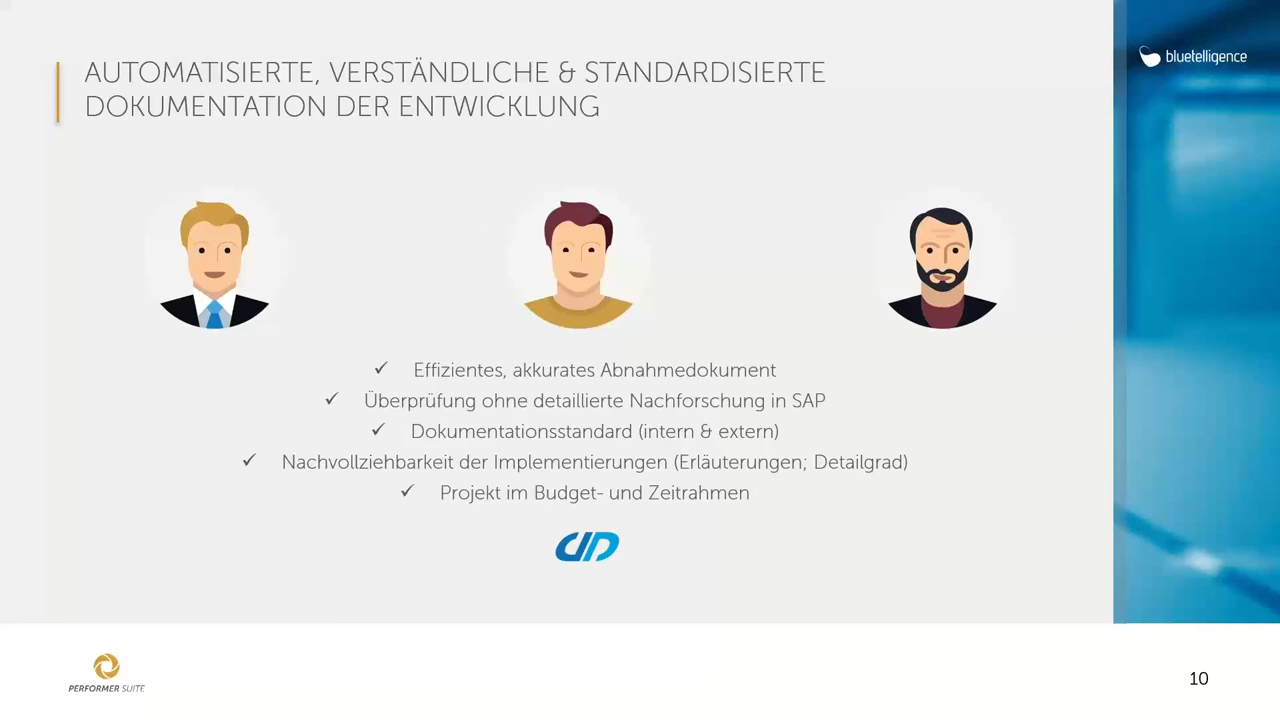 AUTOMATISIERTE, VERSTÄNDLICHE & STANDARDISIERTE
DOKUMENTATION DER ENTWICKLUNG
bluetelligence
✓ Effizientes, akkurates Abnahmedokument
✓ Überprüfung ohne detaillierte Nachforschung in SAP
✓ Dokumentationsstandard (intern & extern)
✓ Nachvollziehbarkeit der Implementierungen (Erläuterungen; Detailgrad)
✓ Projekt im Budget- und Zeitrahmen
PERFORMER SUITE
10